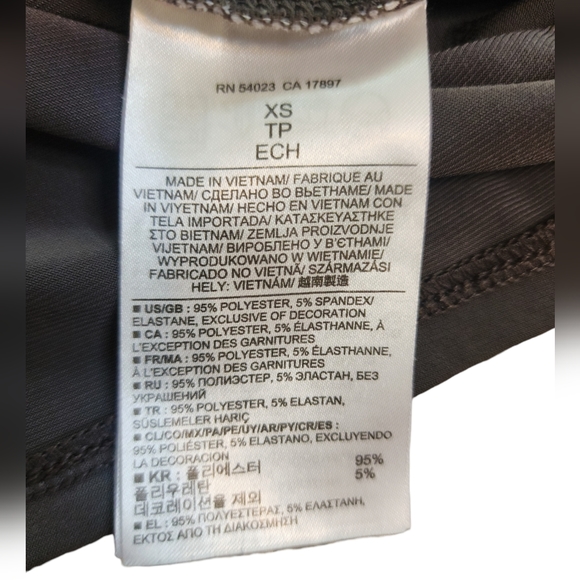 RN 54023 CA 17897
XS
TP
ECH
MADE IN VIETNAM/ FABRIQUE AU
VIETNAM/ СДЕЛАНО ВО ВЬЕТНАМЕ/ MADE
IN VIYETNAM/ HECHO EN VIETNAM CON
TELA IMPORTADA/ ΚΑΤΑΣΚΕΥΑΣΤΗΚΕ
ΣΤΟ ΒΙΕΤΝΑΜ/ ZEMLJA PROIZVODNJE
VIJETNAM/ ВИРОБЛЕНО У В'ЄТНАМІ/
WYPRODUKOWANO W WIETNAMIE/
FABRICADO NO VIETNÃ/ SZÁRMAZÁSI
HELY: VIETNÁM/ 越南製造
■ US/GB : 95% POLYESTER, 5% SPANDEX/
ELASTANE, EXCLUSIVE OF DECORATION
■ CA : 95% POLYESTER, 5% ÉLASTHANNE, À
L'EXCEPTION DES GARNITURES
■ FR/MA : 95% POLYESTER, 5% ÉLASTHANNE,
À L'EXCEPTION DES GARNITURES
■ RU : 95% ПОЛИЭСТЕР, 5% ЭЛАСТАН, БЕЗ
УКРАШЕНИЙ
■ TR : 95% POLYESTER, 5% ELASTAN,
SÜSLEMELER HARİÇ
■ CL/CO/MX/PA/PE/UY/AR/PY/CR/ES :
95% POLIÉSTER, 5% ELASTANO, EXCLUYENDO
LA DECORACION
■ KR : 폴리에스터 95%
폴리우레탄 5%
데코레이션을 제외
■ EL : 95% ΠΟΛΥΕΣΤΕΡΑΣ, 5% ΕΛΑΣΤΑΝΗ,
ΕΚΤΟΣ ΑΠΟ ΤΗ ΔΙΑΚΟΣΜΗΣΗ